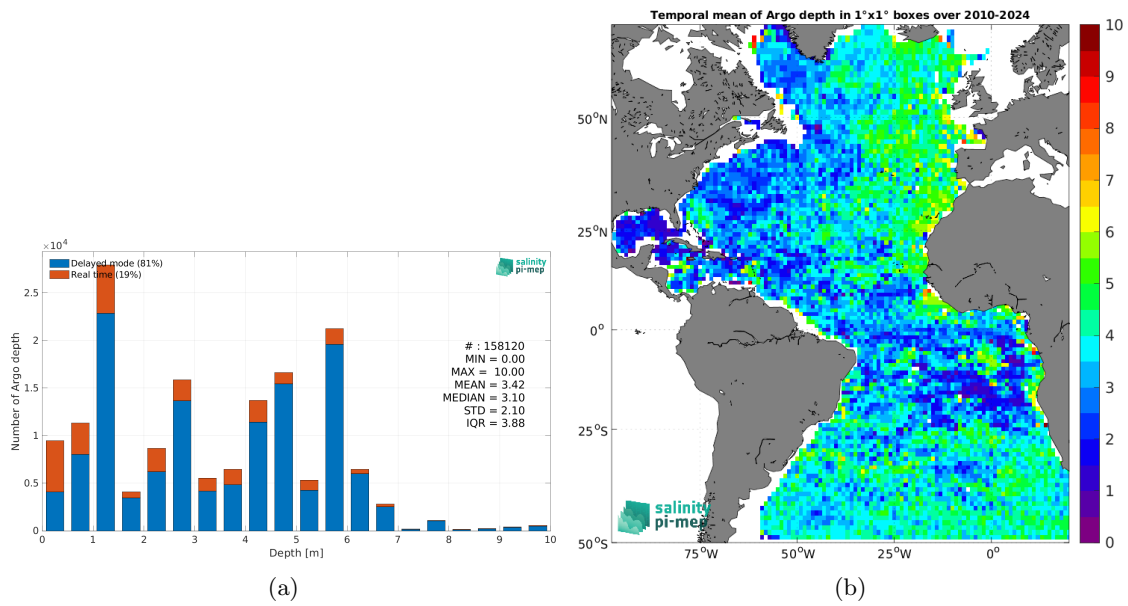 Temporal mean of Argo depth in 1°x1° boxes over 2010-2024
×10⁴
Delayed mode (81%)
Real time (19%)
salinity
pi-mep
# : 158120
MIN = 0.00
MAX = 10.00
MEAN = 3.42
MEDIAN = 3.10
STD = 2.10
IQR = 3.88
Number of Argo depth
2.5
2
1.5
1
0.5
0
0 1 2 3 4 5 6 7 8 9 10
Depth [m]
(a)
50°N
25°N
0°
25°S
50°S
75°W 50°W 25°W 0°
salinity
pi-mep
10
9
8
7
6
5
4
3
2
1
0
(b)